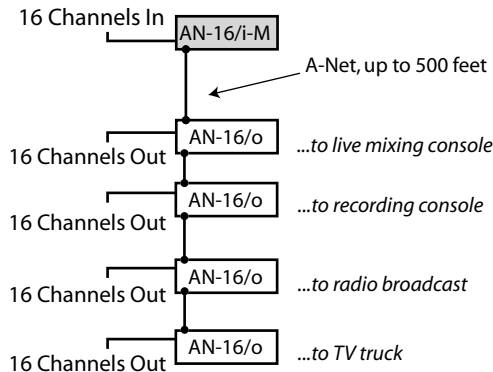 16 Channels In
AN-16/i-M
A-Net, up to 500 feet
AN-16/o
...to live mixing console
16 Channels Out
AN-16/o
...to recording console
16 Channels Out
AN-16/o
...to radio broadcast
16 Channels Out
AN-16/o
...to TV truck
16 Channels Out